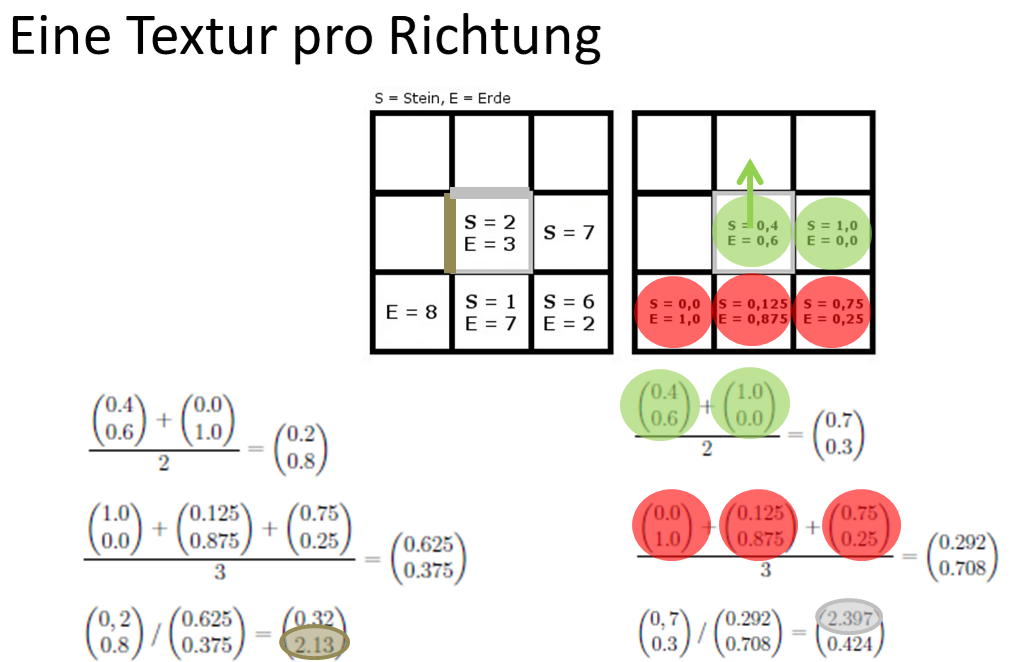 Eine Textur pro Richtung
S = Stein, E = Erde
S = 2
E = 3
S = 7
E = 8
S = 1
E = 7
S = 6
E = 2
S = 0,4
E = 0,6
S = 1,0
E = 0,0
S = 0,0
E = 1,0
S = 0,125
E = 0,875
S = 0,75
E = 0,25
(0.4 0.6) + (0.0 1.0)
2
= (0.2 0.8)
(1.0 0.0) + (0.125 0.875) + (0.75 0.25)
3
= (0.625 0.375)
(0,2 0.8) / (0.625 0.375) = (0.32 2.13)
(0.4 0.6) + (1.0 0.0)
2
= (0.7 0.3)
(0.0 1.0) + (0.125 0.875) + (0.75 0.25)
3
= (0.292 0.708)
(0,7 0.3) / (0.292 0.708) = (2.397 0.424)